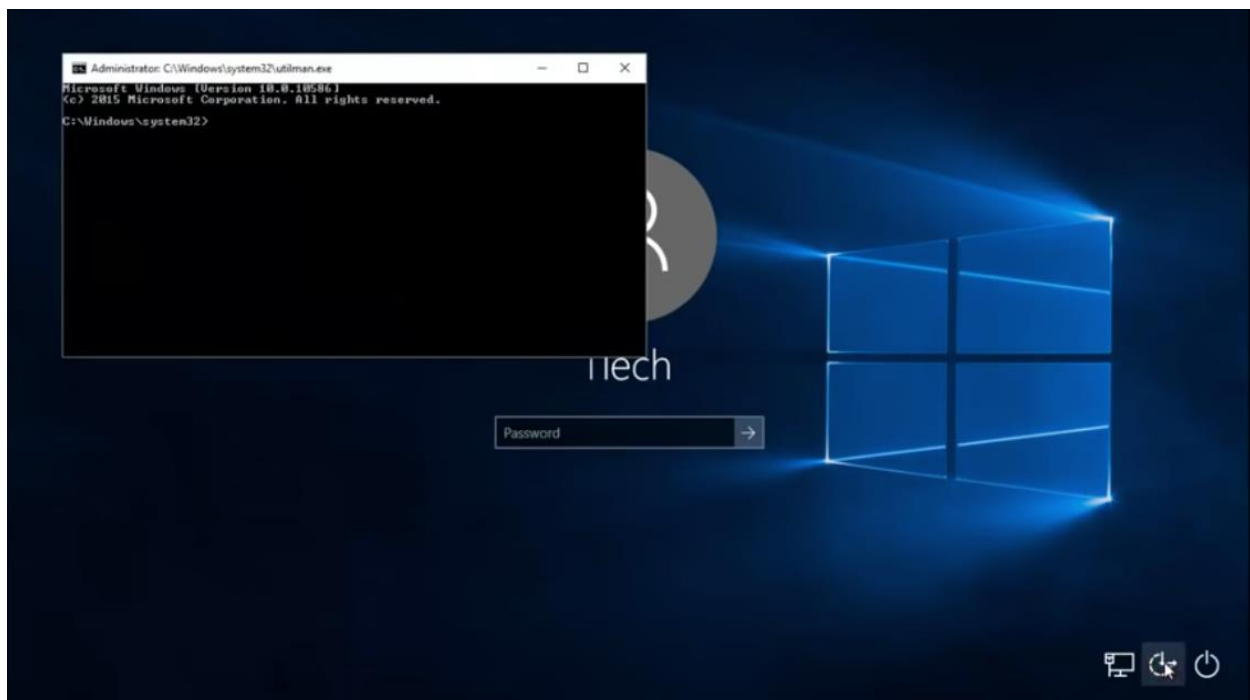 Administrator: C:\Windows\system32\utilman.exe
Microsoft Windows [Version 10.0.10586]
(c) 2015 Microsoft Corporation. All rights reserved.
C:\Windows\system32>
Password